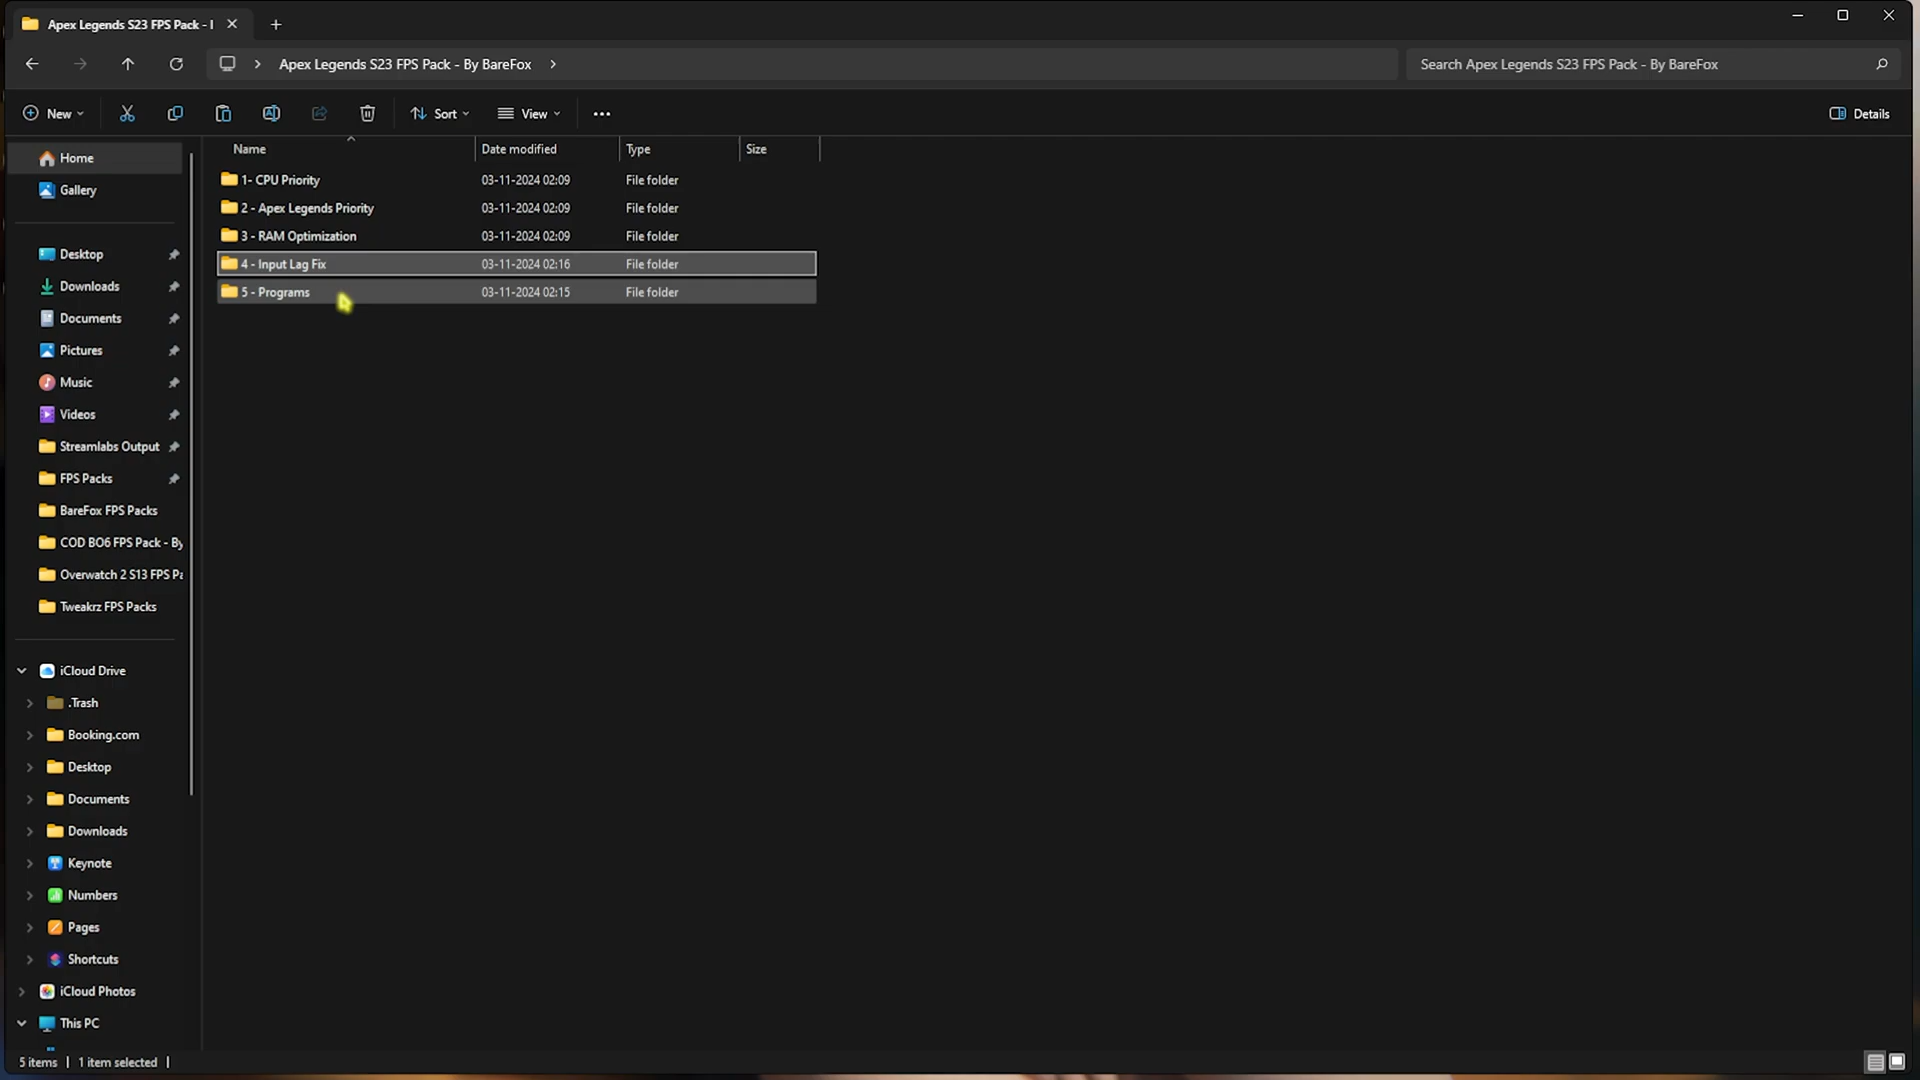 Apex Legends S23 FPS Pack - I
Apex Legends S23 FPS Pack - By BareFox
Search Apex Legends S23 FPS Pack - By BareFox
New
Sort
View
Details
Name Date modified Type Size
1- CPU Priority 03-11-2024 02:09 File folder
2 - Apex Legends Priority 03-11-2024 02:09 File folder
3 - RAM Optimization 03-11-2024 02:09 File folder
4 - Input Lag Fix 03-11-2024 02:16 File folder
5 - Programs 03-11-2024 02:15 File folder
Home
Gallery
Desktop
Downloads
Documents
Pictures
Music
Videos
Streamlabs Output
FPS Packs
BareFox FPS Packs
COD BO6 FPS Pack - By
Overwatch 2 S13 FPS Pa
Tweakrz FPS Packs
iCloud Drive
.Trash
Booking.com
Desktop
Documents
Downloads
Keynote
Numbers
Pages
Shortcuts
iCloud Photos
This PC
5 items | 1 item selected |